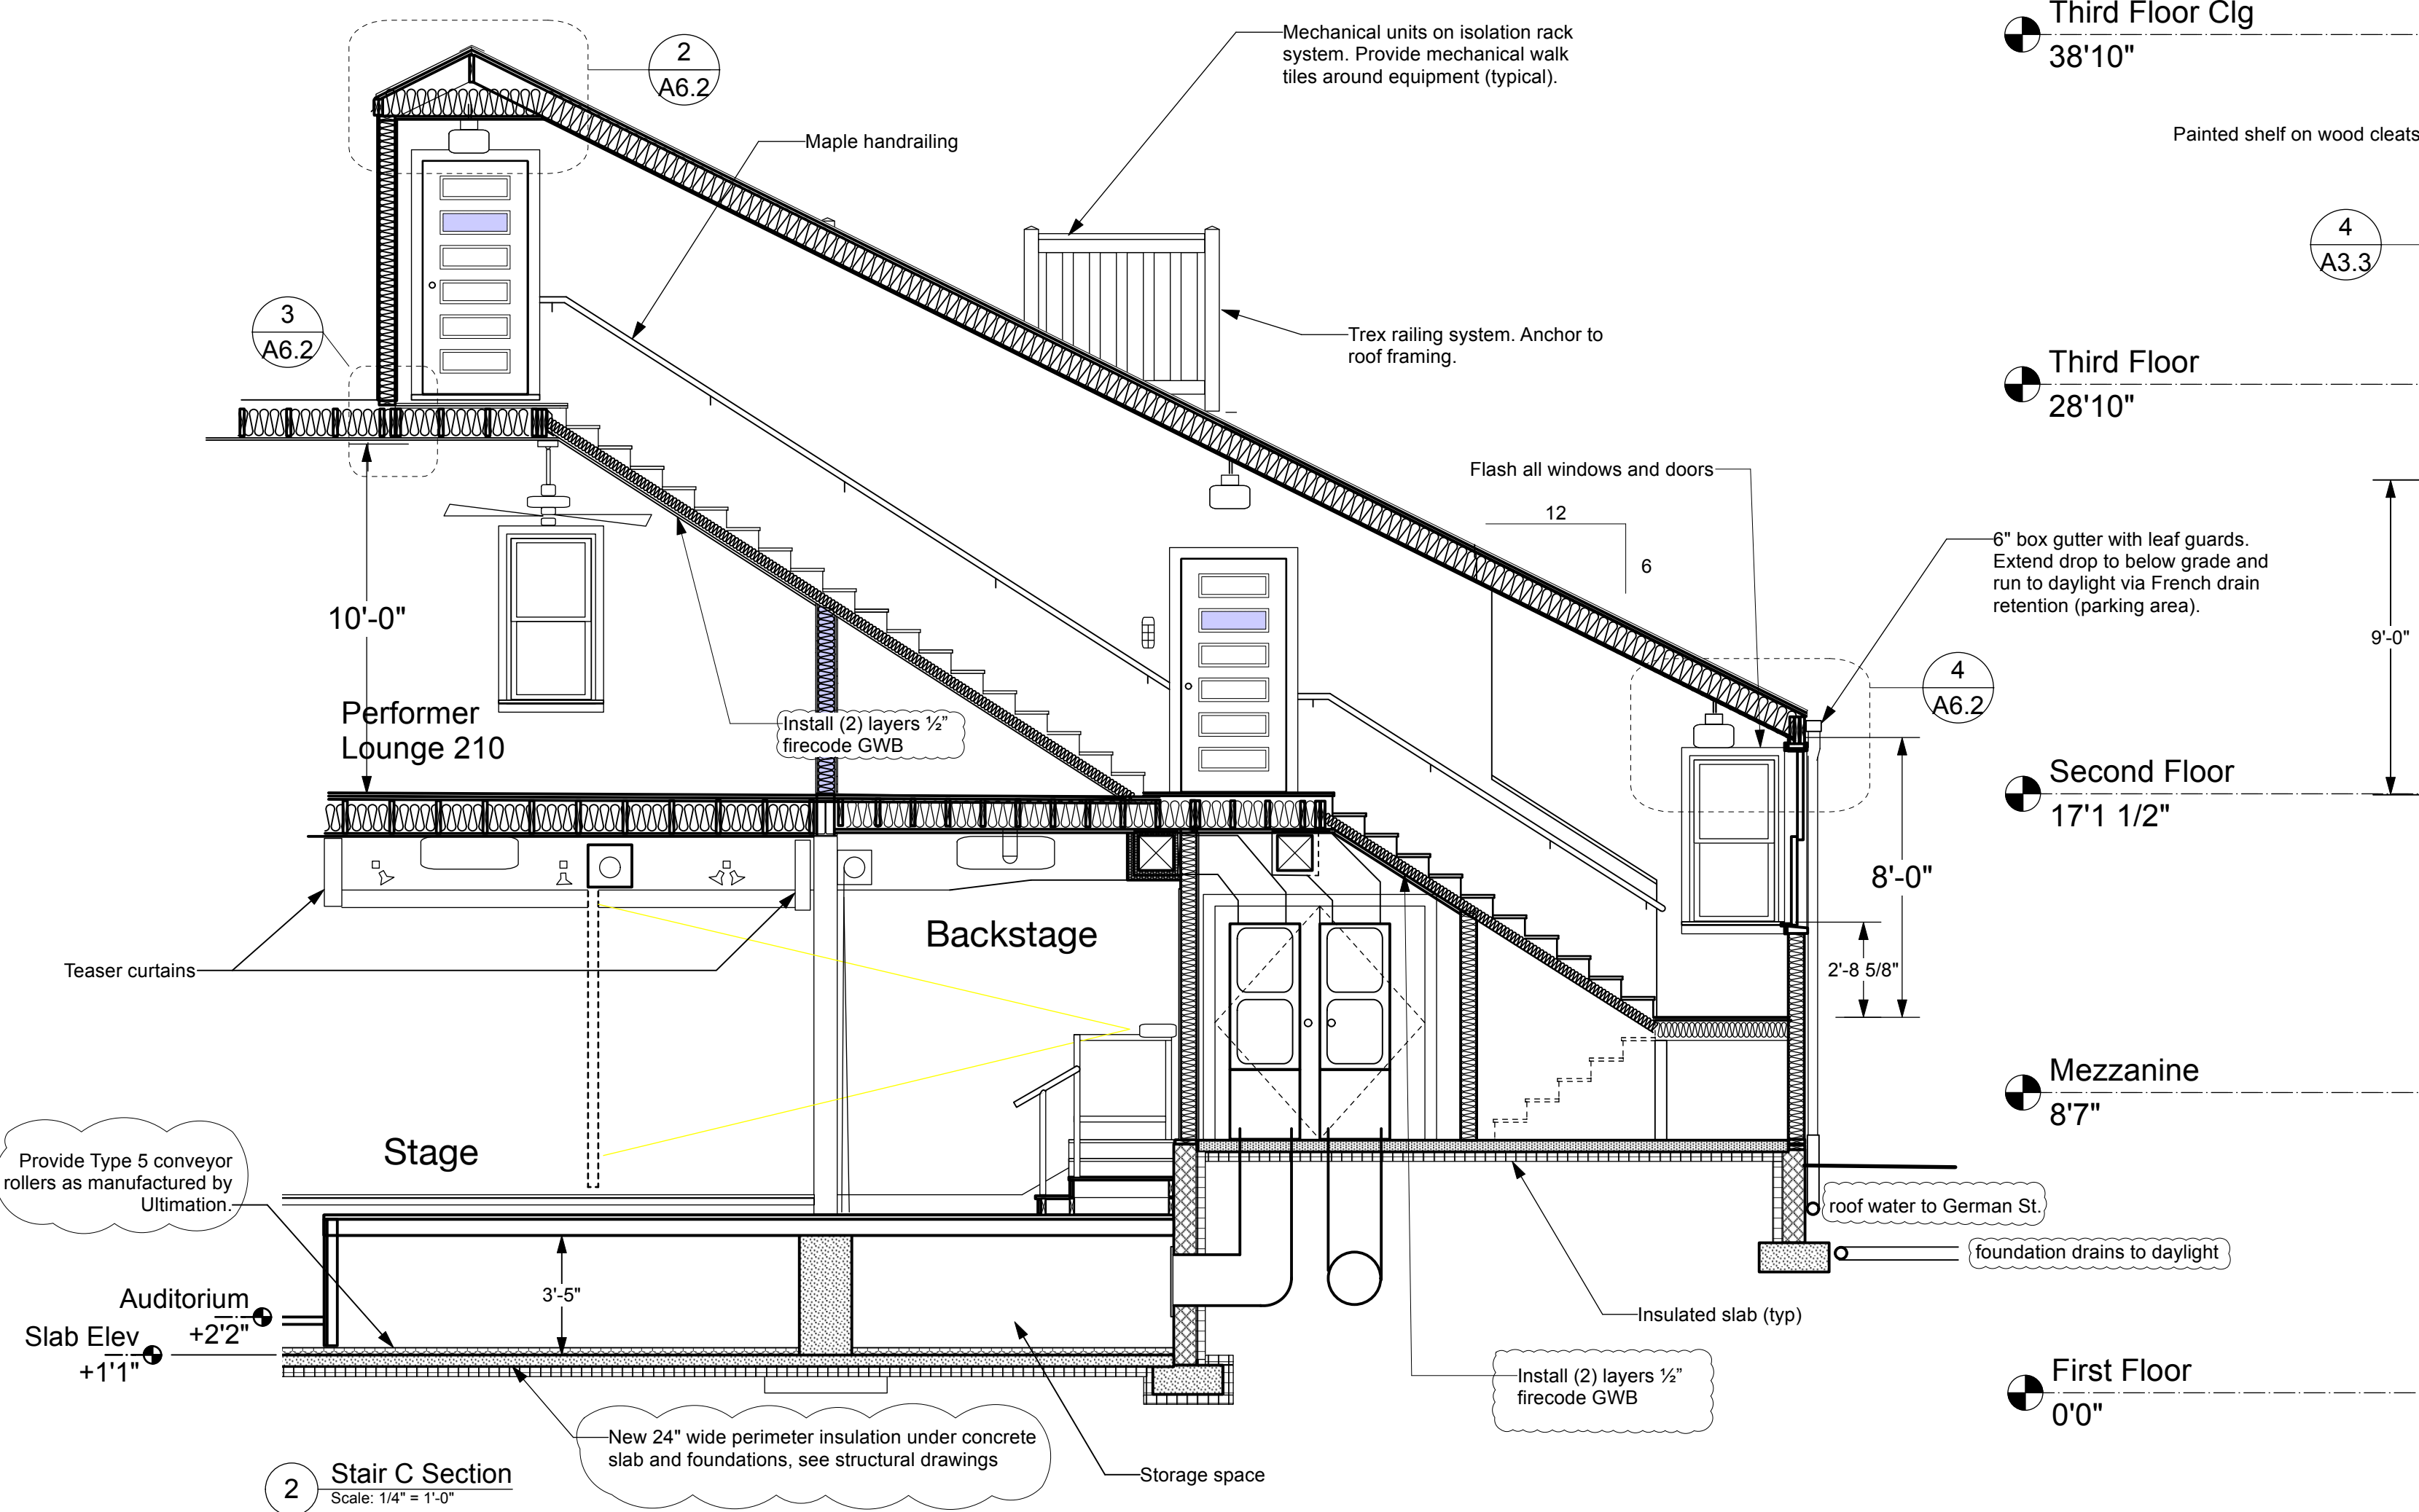 Third Floor Clg
38'10"
Mechanical units on isolation rack
system. Provide mechanical walk
tiles around equipment (typical).
2
A6.2
Maple handrailing
Painted shelf on wood cleats
4
A3.3
3
A6.2
Trex railing system. Anchor to
roof framing.
Third Floor
28'10"
Flash all windows and doors
12
6
6" box gutter with leaf guards.
Extend drop to below grade and
run to daylight via French drain
retention (parking area).
9'-0"
10'-0"
4
A6.2
Performer
Lounge 210
Install (2) layers ½”
firecode GWB
Second Floor
17'1 1/2"
8'-0"
Backstage
Teaser curtains
2'-8 5/8"
Mezzanine
8'7"
Stage
Provide Type 5 conveyor
rollers as manufactured by
Ultimation.
roof water to German St.
foundation drains to daylight
3'-5"
Auditorium
+2'2"
Slab Elev
+1'1"
Insulated slab (typ)
Install (2) layers ½”
firecode GWB
First Floor
0'0"
New 24" wide perimeter insulation under concrete
slab and foundations, see structural drawings
Storage space
2
Stair C Section
Scale: 1/4" = 1'-0"